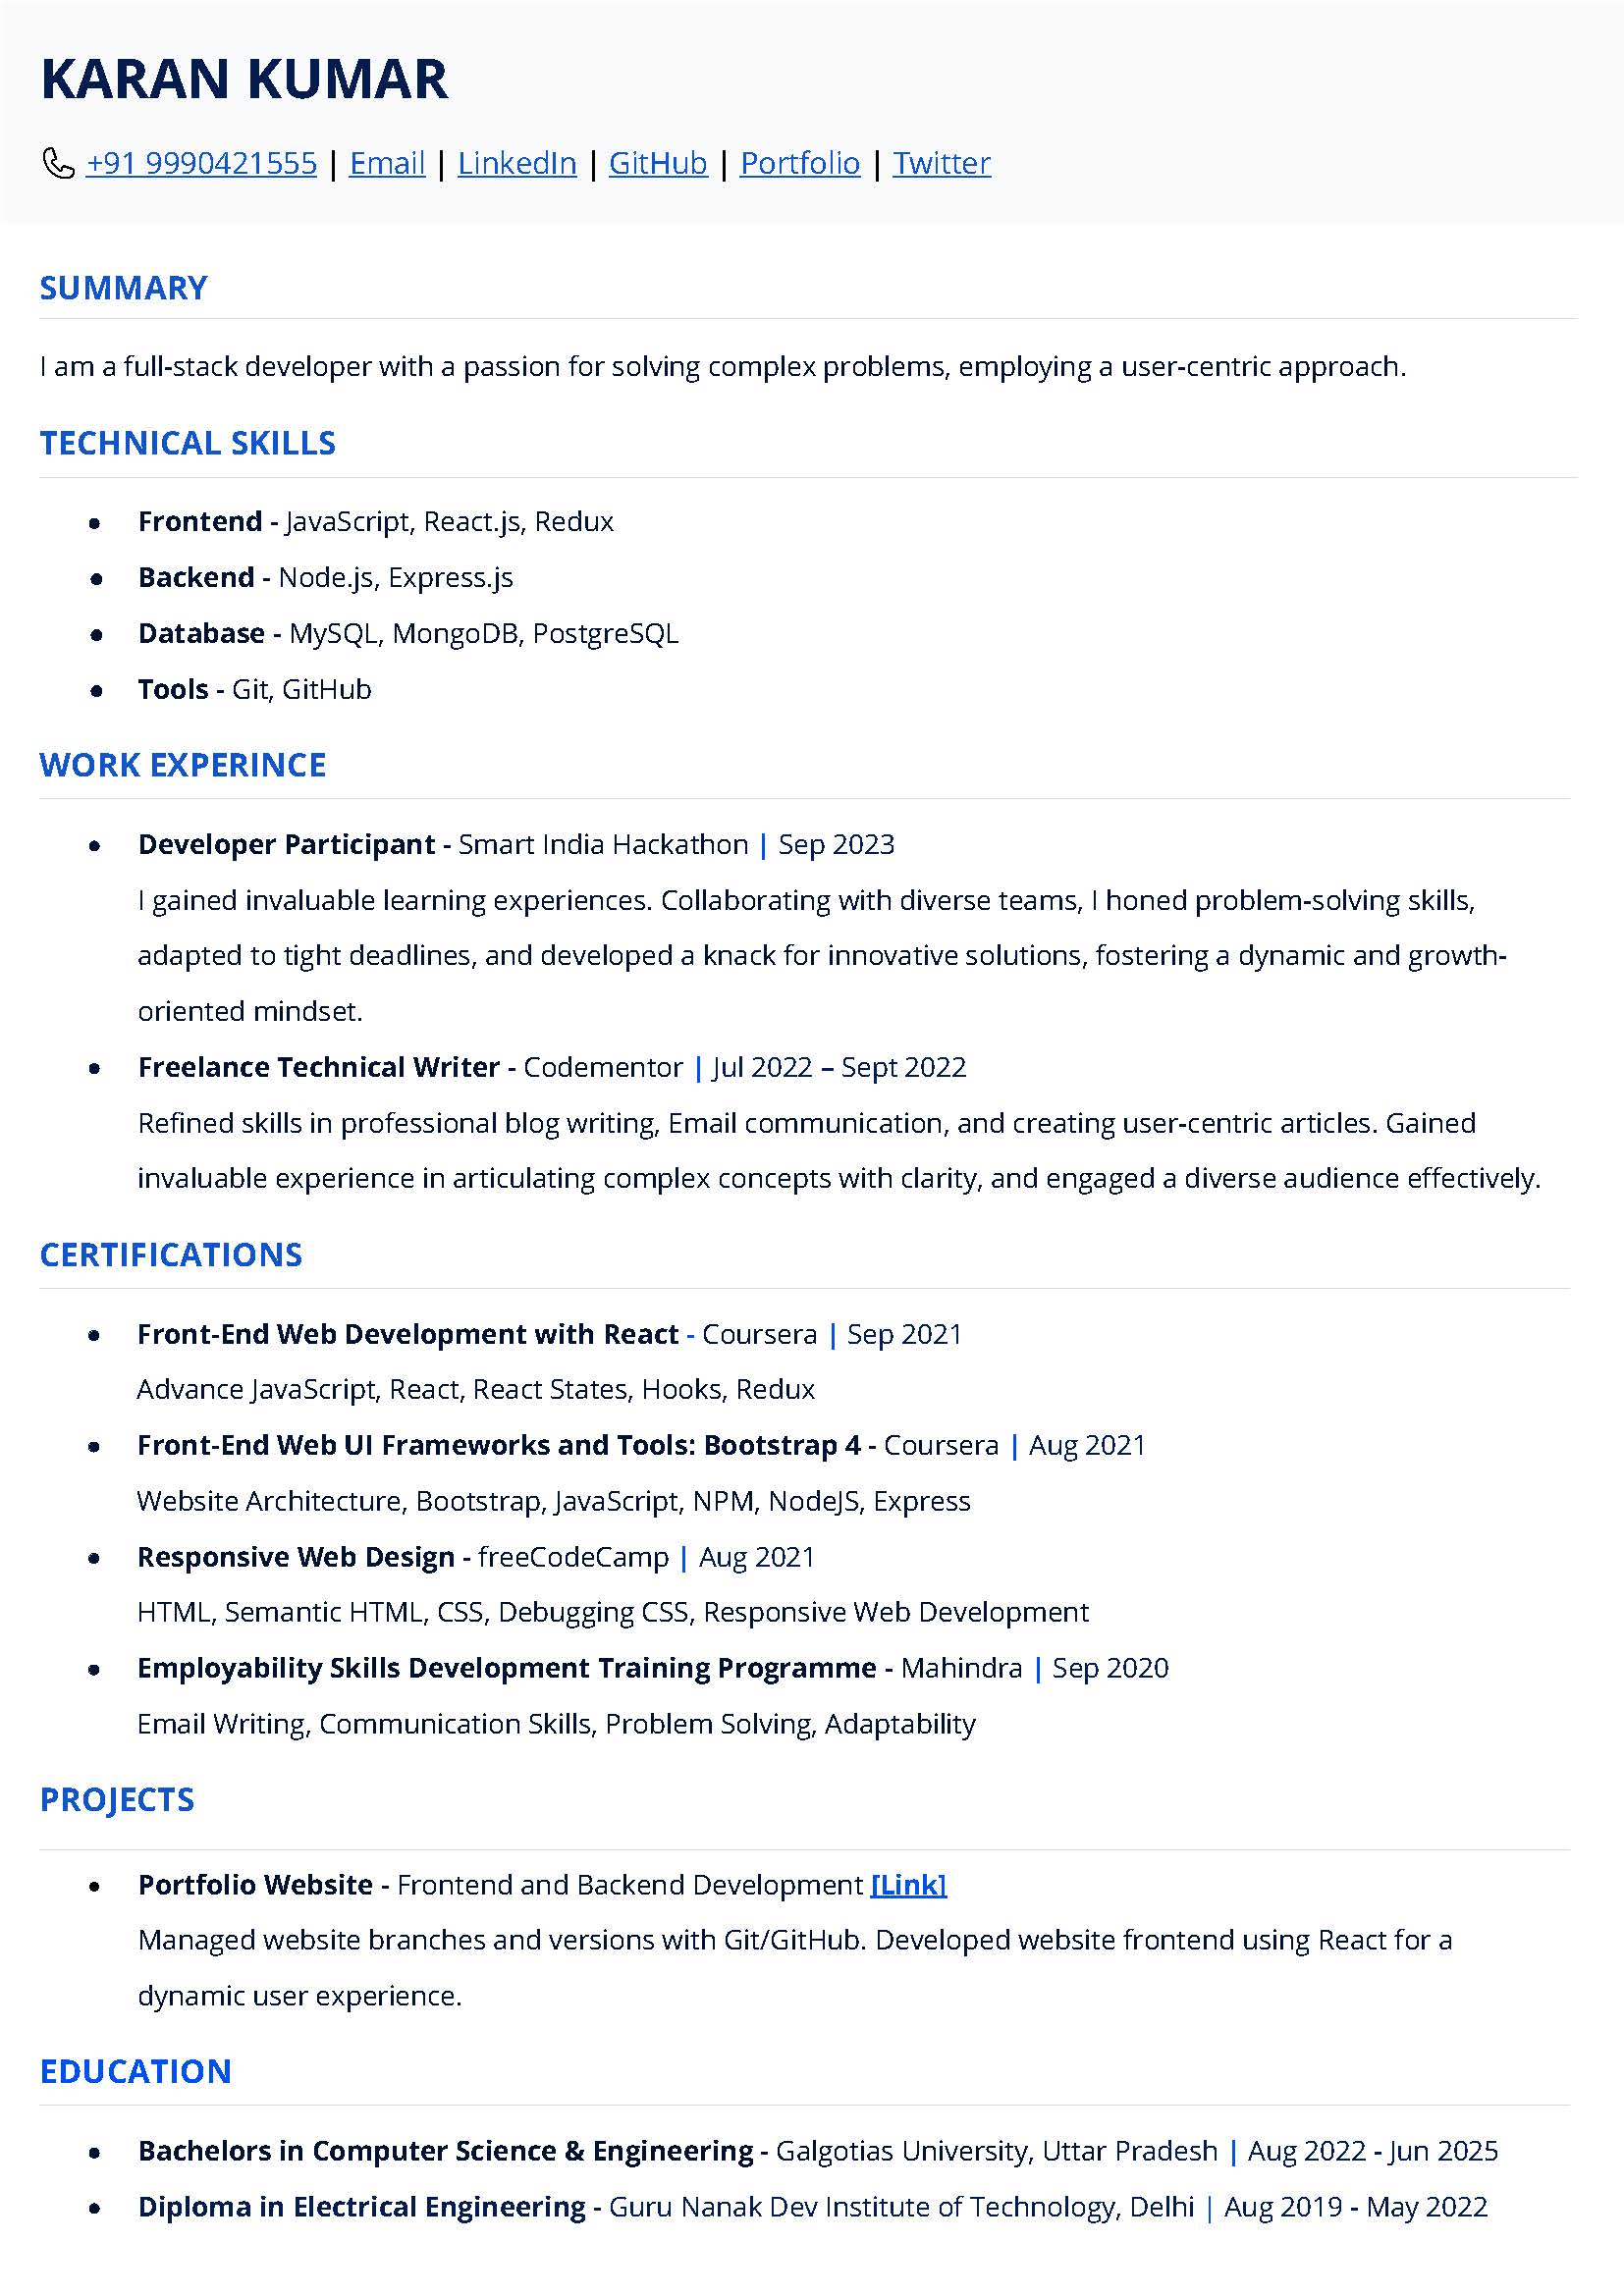 KARAN KUMAR
+91 9990421555 | Email | LinkedIn | GitHub | Portfolio | Twitter
SUMMARY
I am a full-stack developer with a passion for solving complex problems, employing a user-centric approach.
TECHNICAL SKILLS
● Frontend - JavaScript, React.js, Redux
● Backend - Node.js, Express.js
● Database - MySQL, MongoDB, PostgreSQL
● Tools - Git, GitHub
WORK EXPERINCE
● Developer Participant - Smart India Hackathon | Sep 2023
I gained invaluable learning experiences. Collaborating with diverse teams, I honed problem-solving skills,
adapted to tight deadlines, and developed a knack for innovative solutions, fostering a dynamic and growth-
oriented mindset.
● Freelance Technical Writer - Codementor | Jul 2022 – Sept 2022
Refined skills in professional blog writing, Email communication, and creating user-centric articles. Gained
invaluable experience in articulating complex concepts with clarity, and engaged a diverse audience effectively.
CERTIFICATIONS
● Front-End Web Development with React - Coursera | Sep 2021
Advance JavaScript, React, React States, Hooks, Redux
● Front-End Web UI Frameworks and Tools: Bootstrap 4 - Coursera | Aug 2021
Website Architecture, Bootstrap, JavaScript, NPM, NodeJS, Express
● Responsive Web Design - freeCodeCamp | Aug 2021
HTML, Semantic HTML, CSS, Debugging CSS, Responsive Web Development
● Employability Skills Development Training Programme - Mahindra | Sep 2020
Email Writing, Communication Skills, Problem Solving, Adaptability
PROJECTS
● Portfolio Website - Frontend and Backend Development [Link]
Managed website branches and versions with Git/GitHub. Developed website frontend using React for a
dynamic user experience.
EDUCATION
● Bachelors in Computer Science & Engineering - Galgotias University, Uttar Pradesh | Aug 2022 - Jun 2025
● Diploma in Electrical Engineering - Guru Nanak Dev Institute of Technology, Delhi | Aug 2019 - May 2022